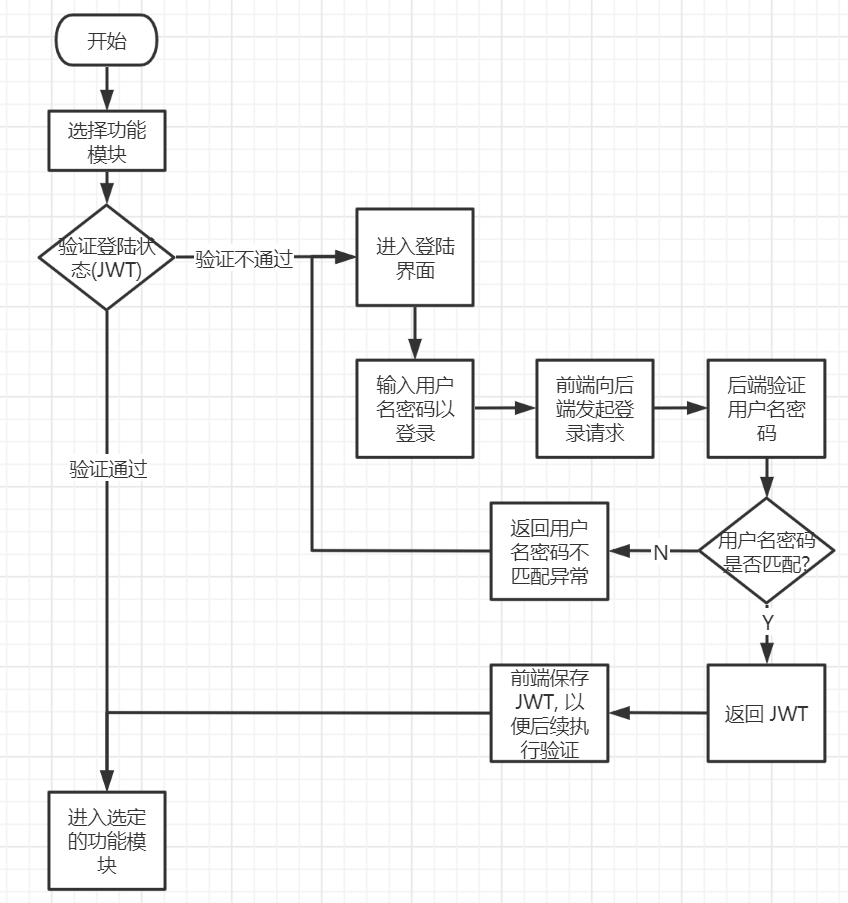 开始
选择功能
模块
验证登陆状
态(JWT)
验证不通过
进入登陆
界面
输入用户
名密码以
登录
前端向后
端发起登
录请求
后端验证
用户名密
码
验证通过
返回用户
名密码不
匹配异常
N
用户名密码
是否匹配?
Y
前端保存
JWT, 以
便后续执
行验证
返回 JWT
进入选定
的功能模
块